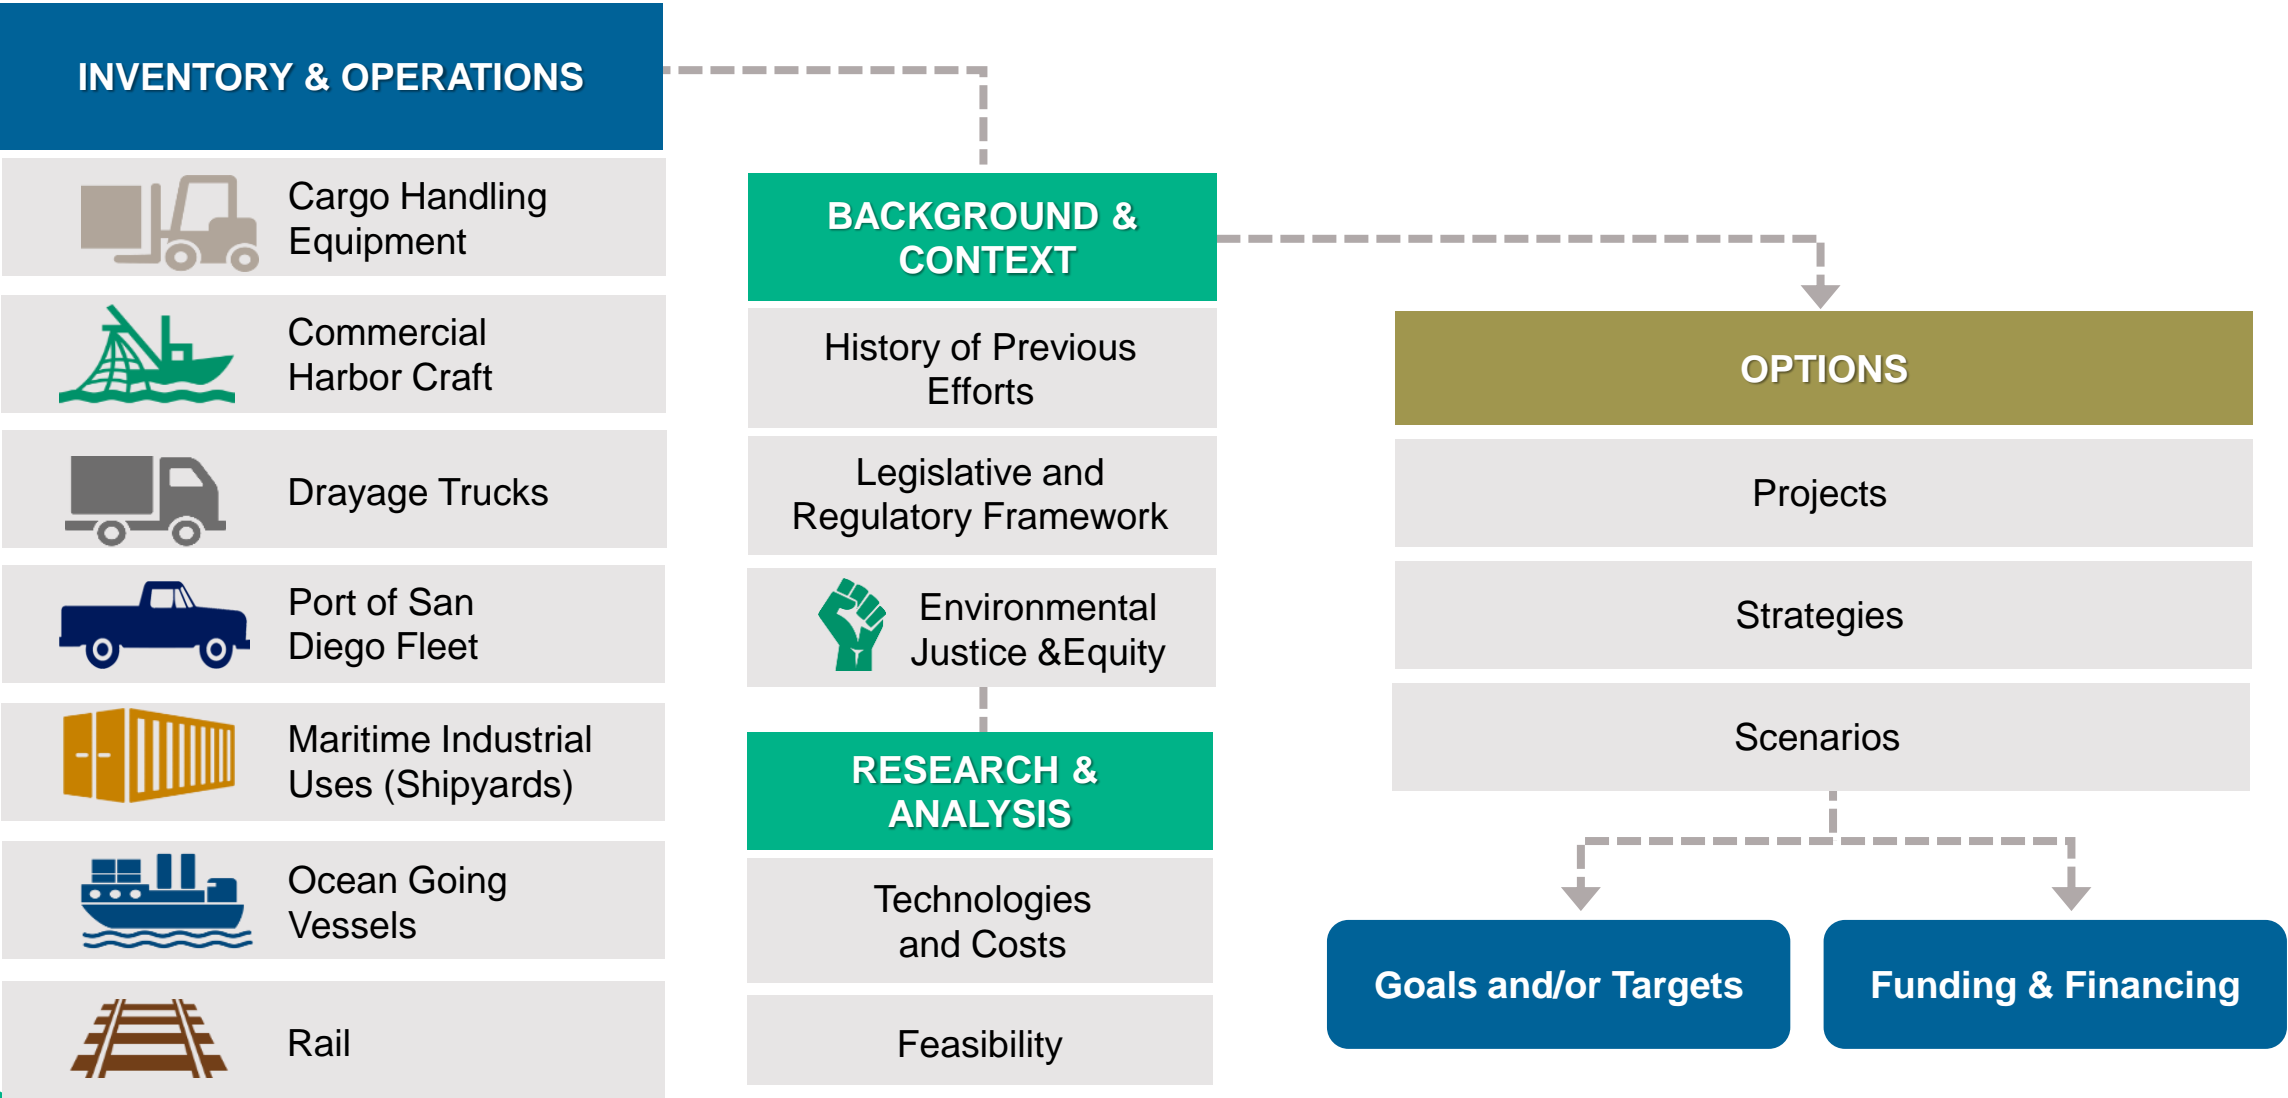 INVENTORY & OPERATIONS
Cargo Handling
Equipment
Commercial
Harbor Craft
Drayage Trucks
Port of San
Diego Fleet
Maritime Industrial
Uses (Shipyards)
Ocean Going
Vessels
Rail
BACKGROUND &
CONTEXT
History of Previous
Efforts
Legislative and
Regulatory Framework
Environmental
Justice &Equity
RESEARCH &
ANALYSIS
Technologies
and Costs
Feasibility
OPTIONS
Projects
Strategies
Scenarios
Goals and/or Targets
Funding & Financing